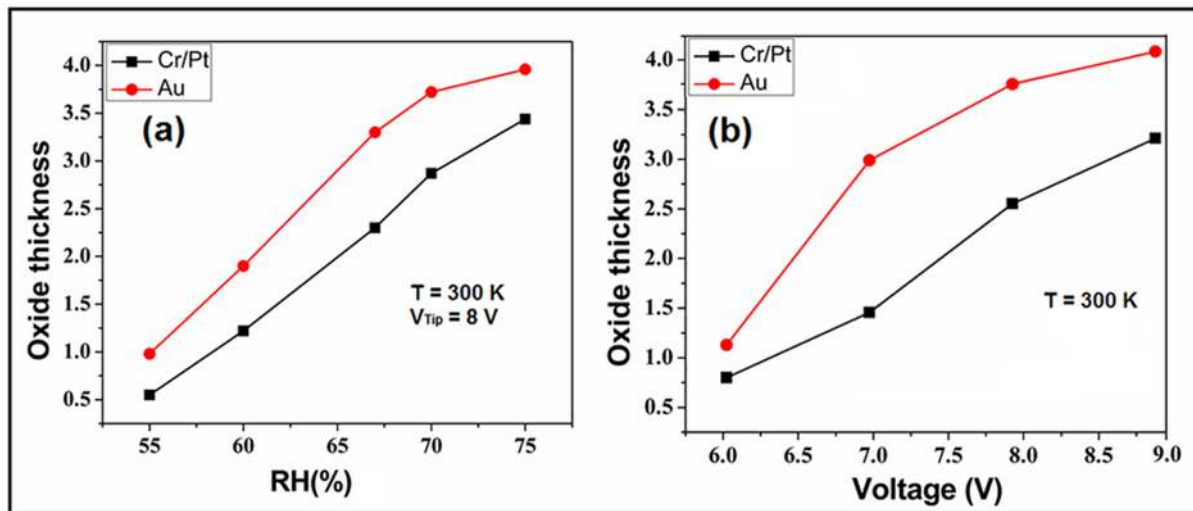 Cr/Pt
Au
(a)
4.0
3.5
3.0
2.5
2.0
1.5
1.0
0.5
Oxide thickness
T = 300 K
VTip = 8 V
55 60 65 70 75
RH(%)
Cr/Pt
Au
(b)
4.0
3.5
3.0
2.5
2.0
1.5
1.0
0.5
Oxide thickness
T = 300 K
6.0 6.5 7.0 7.5 8.0 8.5 9.0
Voltage (V)